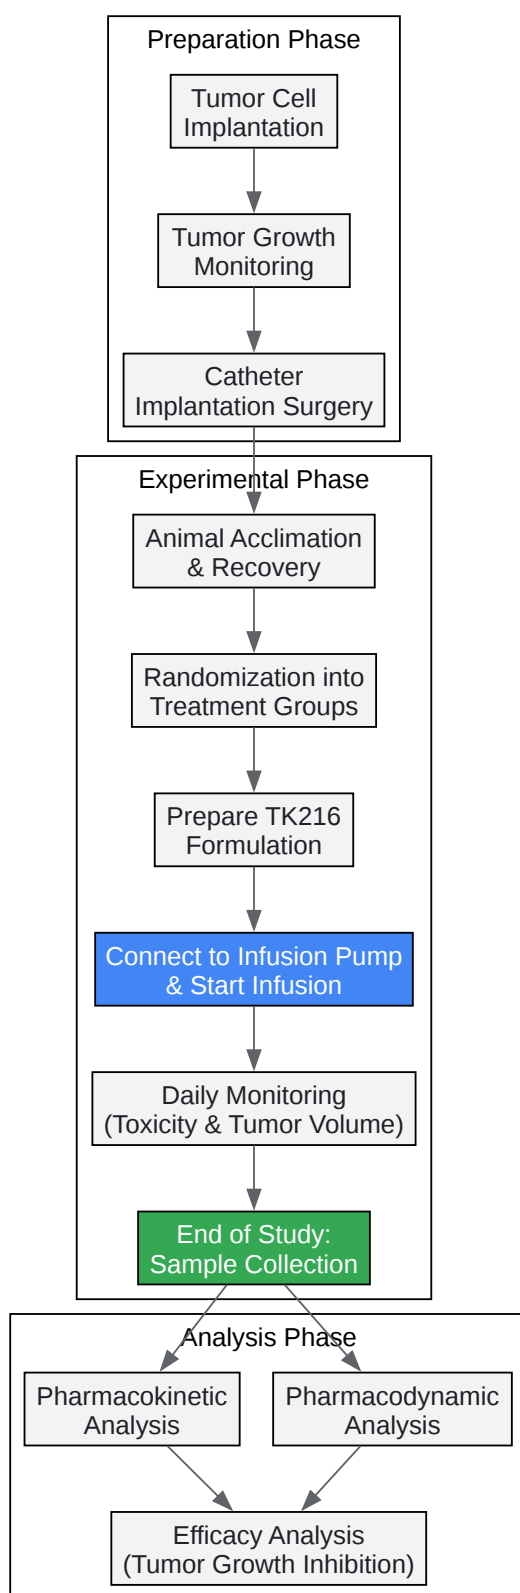 Preparation Phase
Tumor Cell
Implantation
Tumor Growth
Monitoring
Catheter
Implantation Surgery
Experimental Phase
Animal Acclimation
& Recovery
Randomization into
Treatment Groups
Prepare TK216
Formulation
Connect to Infusion Pump
& Start Infusion
Daily Monitoring
(Toxicity & Tumor Volume)
End of Study:
Sample Collection
Analysis Phase
Pharmacokinetic
Analysis
Pharmacodynamic
Analysis
Efficacy Analysis
(Tumor Growth Inhibition)